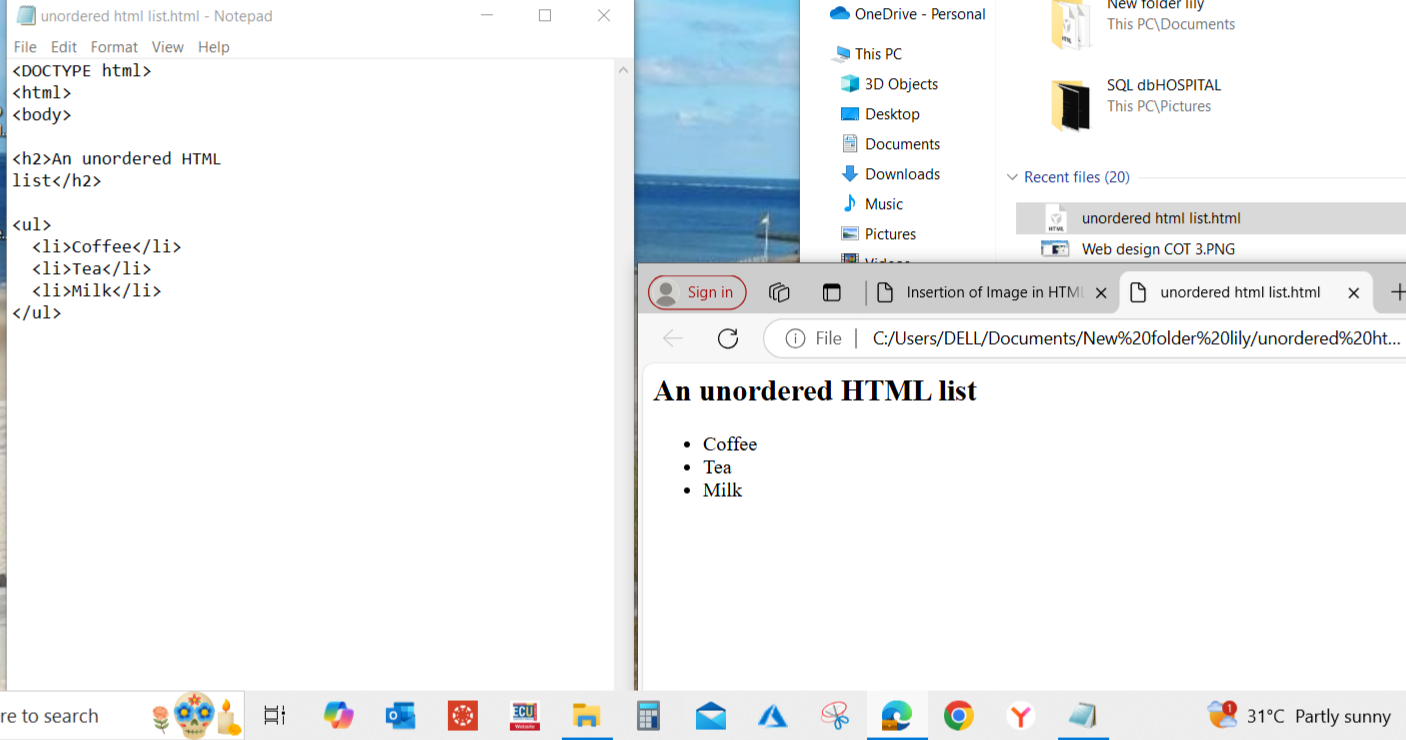 unordered html list.html - Notepad
File Edit Format View Help
<DOCTYPE html>
<html>
<body>
<h2>An unordered HTML
list</h2>
<ul>
<li>Coffee</li>
<li>Tea</li>
<li>Milk</li>
</ul>
OneDrive - Personal
This PC
3D Objects
Desktop
Documents
Downloads
Music
Pictures
Videos
New folder lily
This PC\Documents
SQL dbHOSPITAL
This PC\Pictures
Recent files (20)
unordered html list.html
Web design COT 3.PNG
Sign in
Insertion of Image in HTML
unordered html list.html
File
C:/Users/DELL/Documents/New%20folder%20lily/unordered%20ht...
An unordered HTML list
• Coffee
• Tea
• Milk
re to search
ECU
1
31°C Partly sunny